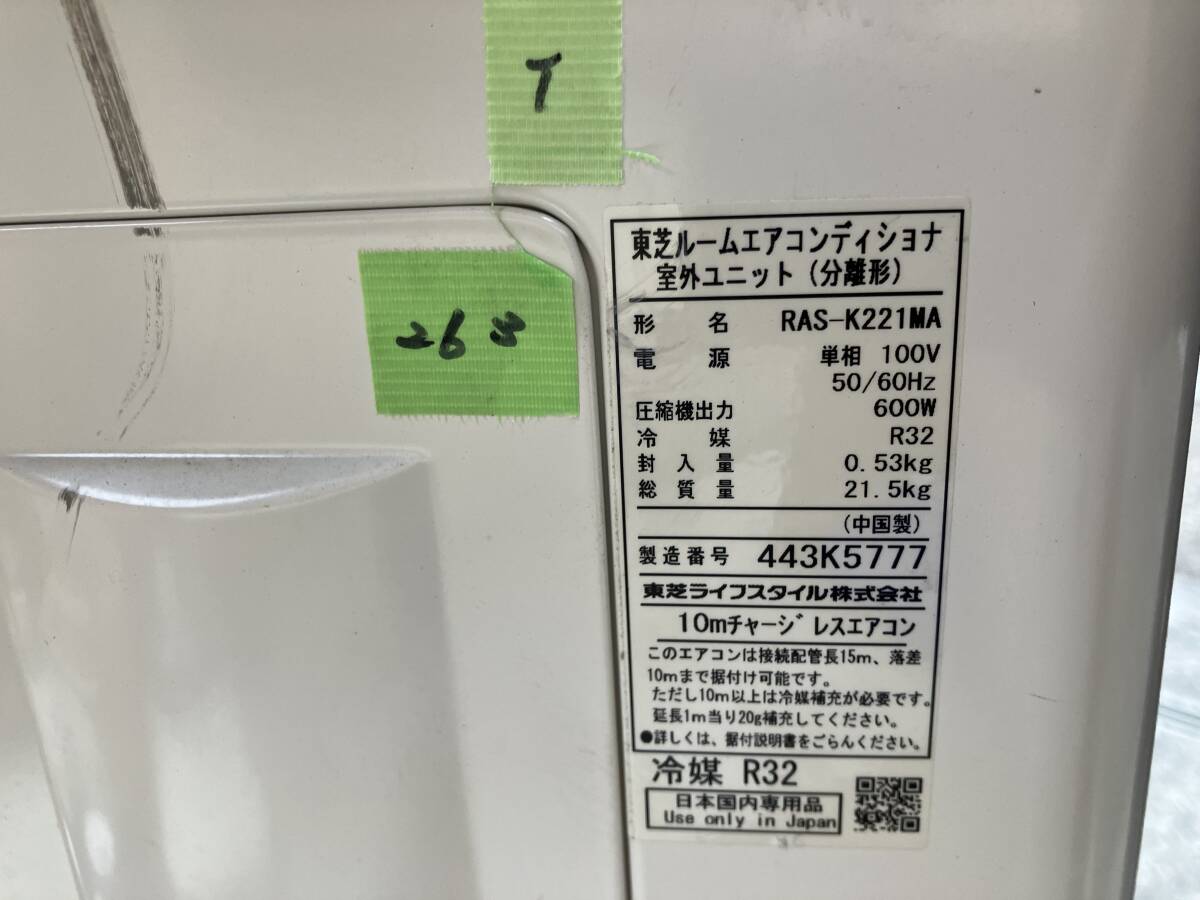 T
268
東芝ルームエアコンディショナ
室外ユニット(分離形)
形 名 RAS-K221MA
電 源 単相 100V
50/60Hz
圧縮機出力 600W
冷 媒 R32
封 入 量 0.53kg
総 質 量 21.5kg
(中国製)
製造番号 443K5777
東芝ライフスタイル株式会社
10mチャージレスエアコン
このエアコンは接続配管長15m、落差
10mまで据付け可能です。
ただし10m以上は冷媒補充が必要です。
延長1m当り20g補充してください。
●詳しくは、据付説明書をごらんください。
冷媒 R32
日本国内専用品
Use only in Japan